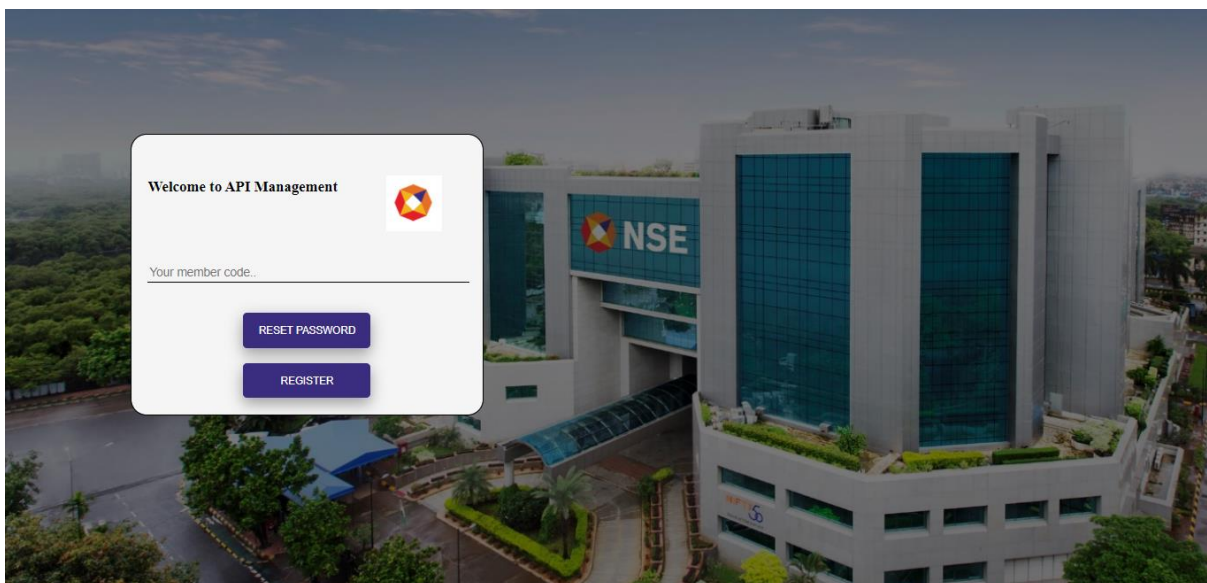 Welcome to API Management
Your member code..
RESET PASSWORD
REGISTER
NSE